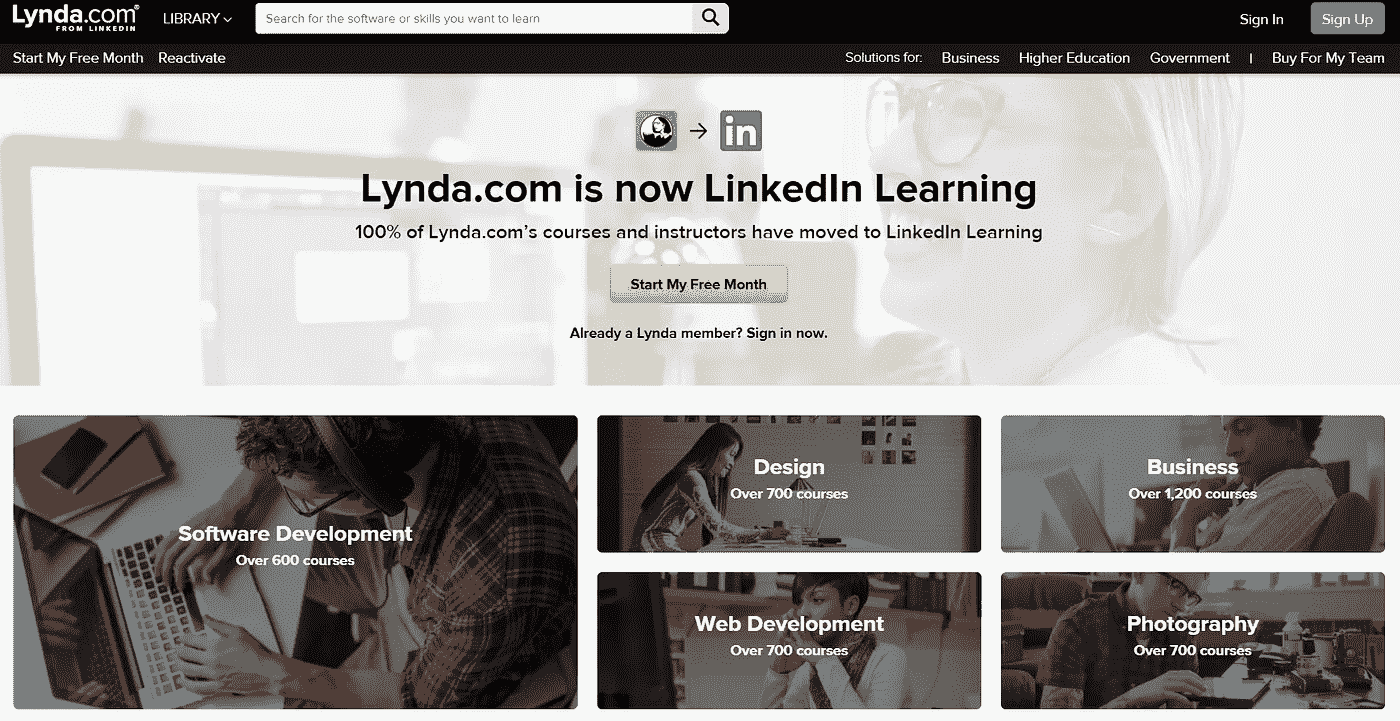 Lynda.com®
FROM LINKEDIN
LIBRARY
Search for the software or skills you want to learn
Sign In
Sign Up
Start My Free Month
Reactivate
Solutions for:
Business
Higher Education
Government
|
Buy For My Team
in
Lynda.com is now LinkedIn Learning
100% of Lynda.com's courses and instructors have moved to LinkedIn Learning
Start My Free Month
Already a Lynda member? Sign in now.
Software Development
Over 600 courses
Design
Over 700 courses
Business
Over 1,200 courses
Web Development
Over 700 courses
Photography
Over 700 courses